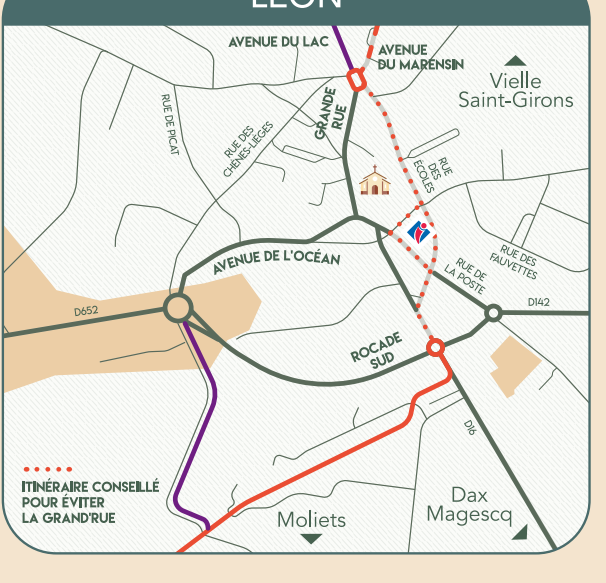 LÉON
AVENUE DU LAC
AVENUE
DU MARENSIN
Vielle
Saint-Girons
GRANDE
RUE
RUE DE PICAT
RUE DES
CHENES-LIÈGES
RUE
DES
ÉCOLES
AVENUE DE L'OCÉAN
RUE DES
FAUVETTES
RUE DE
LA POSTE
D652
D142
ROCADE
SUD
D16
ITINÉRAIRE CONSEILLÉ
POUR ÉVITER
LA GRAND'RUE
Moliets
Dax
Magescq